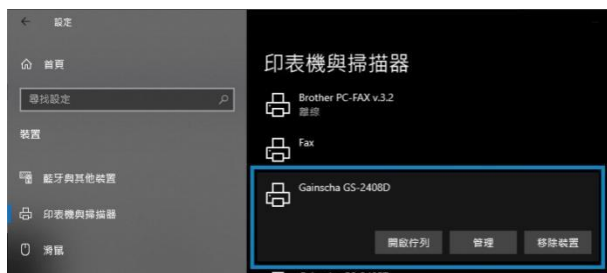 設定
首頁
尋找設定
裝置
藍牙與其他裝置
印表機與掃描器
滑鼠
印表機與掃描器
Brother PC-FAX v.3.2
離線
Fax
Gainscha GS-2408D
開啟佇列
管理
移除裝置